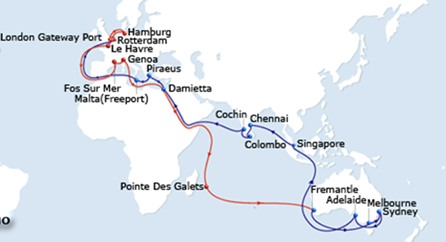 Hamburg
London Gateway Port
Rotterdam
Le Havre
Genoa
Piraeus
Fos Sur Mer
Malta(Freeport)
Damietta
Cochin
Chennai
Colombo
Singapore
Pointe Des Galets
Fremantle
Adelaide
Melbourne
Sydney